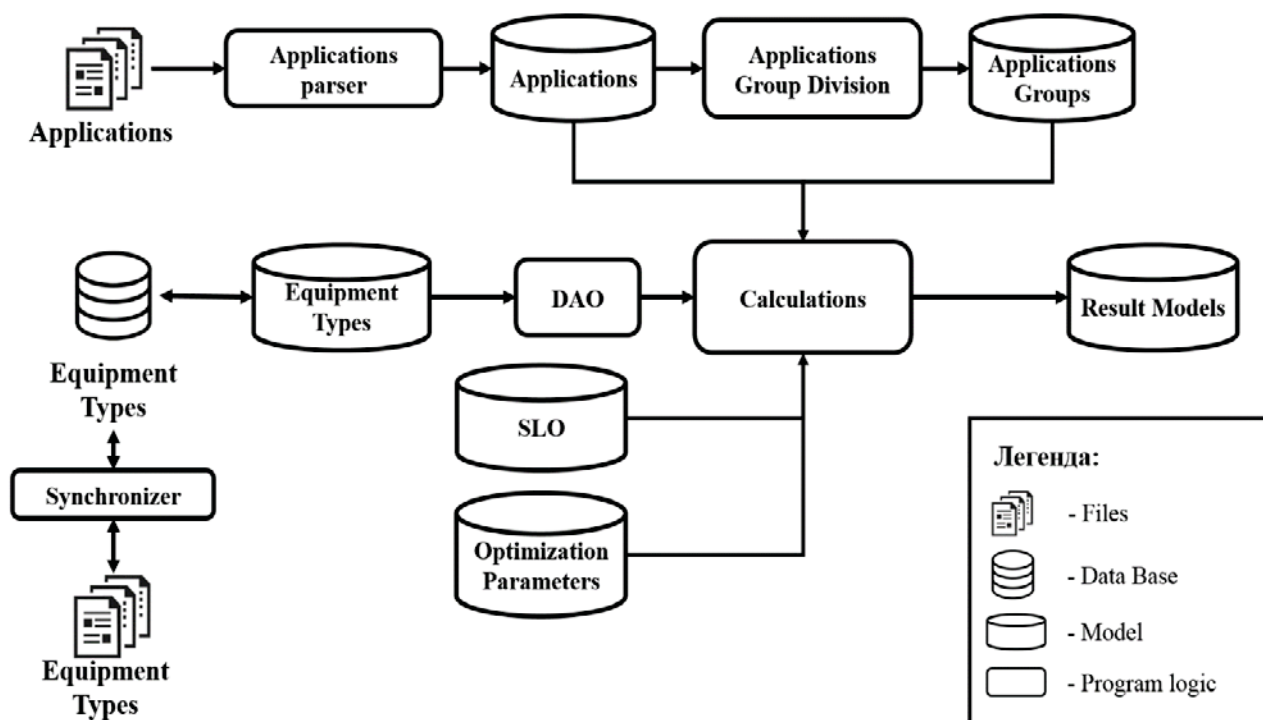 Applications
Applications
parser
Applications
Applications
Group Division
Applications
Groups
Equipment
Types
Equipment
Types
DAO
Calculations
Result Models
SLO
Optimization
Parameters
Synchronizer
Equipment
Types
Легенда:
- Files
- Data Base
- Model
- Program logic